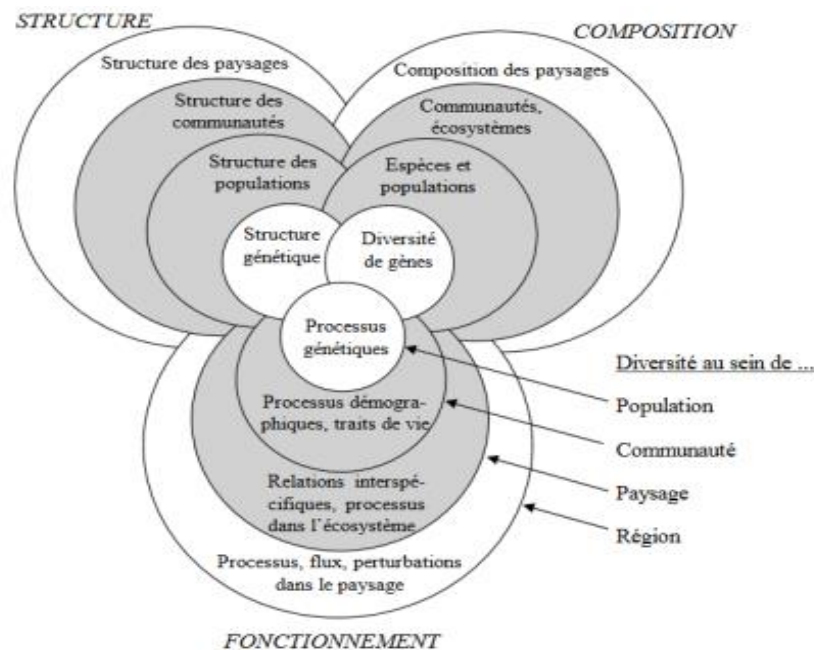 STRUCTURE
COMPOSITION
Structure des paysages
Composition des paysages
Structure des
communautés
Communautés,
écosystèmes
Structure des
populations
Espèces et
populations
Structure
génétique
Diversité
de gènes
Processus
génétiques
Diversité au sein de ...
Population
Communauté
Paysage
Région
Processus démogra-
phiques, traits de vie
Relations interspé-
cifiques, processus
dans l'écosystème
Processus, flux, perturbations
dans le paysage
FONCTIONNEMENT